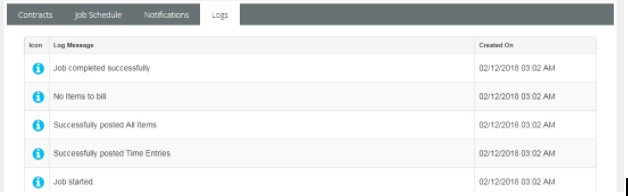 Contracts Job Schedule Notifications Logs
Icon Log Message Created On
Job completed successfully 02/12/2018 03:02 AM
No Items to bill 02/12/2018 03:02 AM
Successfully posted All Items 02/12/2018 03:02 AM
Successfully posted Time Entries 02/12/2018 03:02 AM
Job started. 02/12/2018 03:02 AM